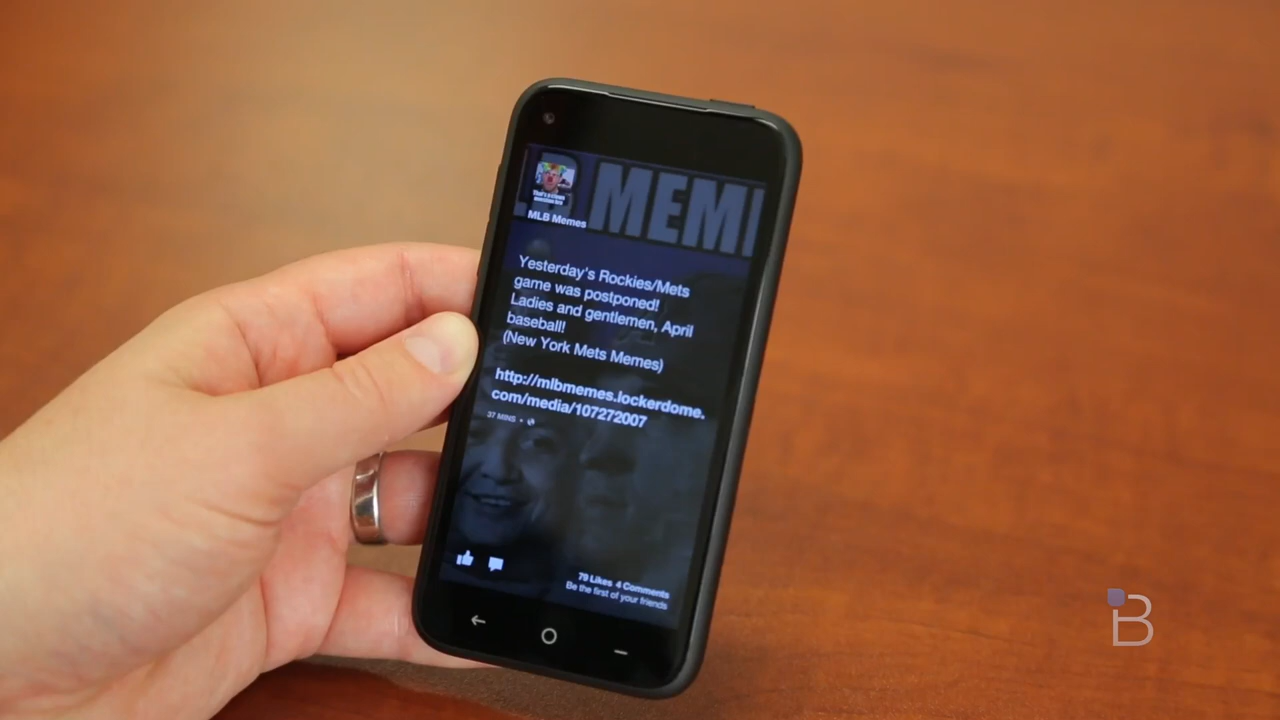 MEM
MLB Memes
Yesterday's Rockies/Mets
game was postponed!
Ladies and gentlemen, April
baseball!
(New York Mets Memes)
http://mlbmemes.lockerdome.
com/media/107272007
37 MINS
79 Likes 4 Comments
Be the first of your friends
B